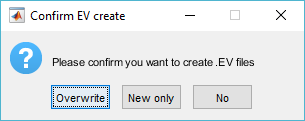 Confirm EV create
Please confirm you want to create .EV files
Overwrite
New only
No